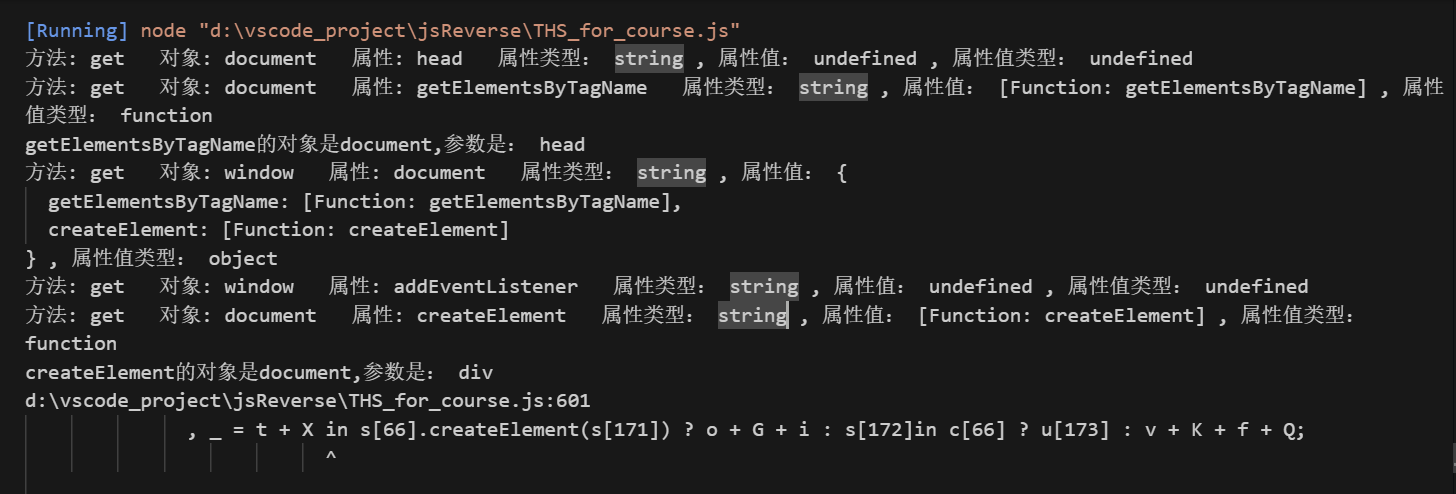 [Running] node "d:\vscode_project\jsReverse\THS_for_course.js"
方法: get   对象: document   属性: head   属性类型： string , 属性值： undefined , 属性值类型： undefined
方法: get   对象: document   属性: getElementsByTagName   属性类型： string , 属性值： [Function: getElementsByTagName] , 属性
值类型： function
getElementsByTagName的对象是document,参数是： head
方法: get   对象: window   属性: document   属性类型： string , 属性值： {
  getElementsByTagName: [Function: getElementsByTagName],
  createElement: [Function: createElement]
} , 属性值类型： object
方法: get   对象: window   属性: addEventListener   属性类型： string , 属性值： undefined , 属性值类型： undefined
方法: get   对象: document   属性: createElement   属性类型： string , 属性值： [Function: createElement] , 属性值类型：
function
createElement的对象是document,参数是： div
d:\vscode_project\jsReverse\THS_for_course.js:601
              , _ = t + X in s[66].createElement(s[171]) ? o + G + i : s[172]in c[66] ? u[173] : v + K + f + Q;
                          ^